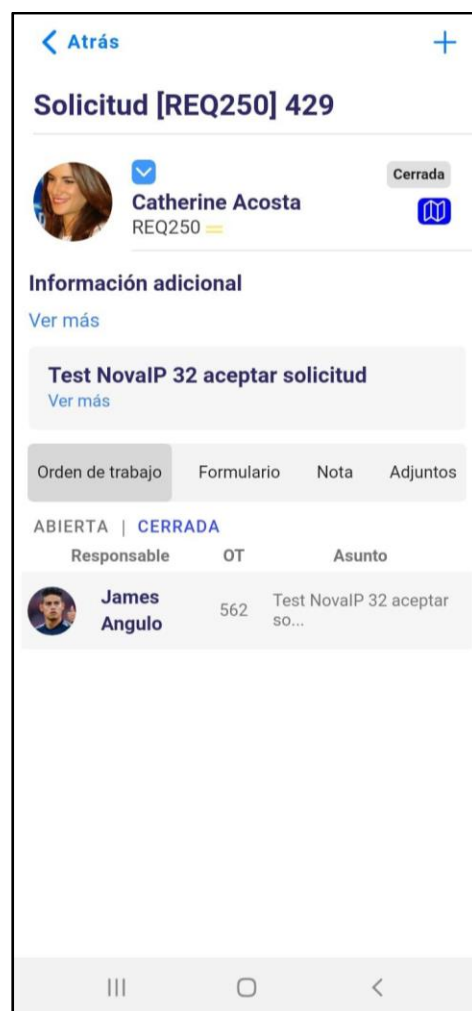 Atrás
Solicitud [REQ250] 429
Cerrada
Catherine Acosta
REQ250
Información adicional
Ver más
Test NovaIP 32 aceptar solicitud
Ver más
Orden de trabajo Formulario Nota Adjuntos
ABIERTA | CERRADA
Responsable OT Asunto
James
Angulo
562
Test NovaIP 32 aceptar
so...